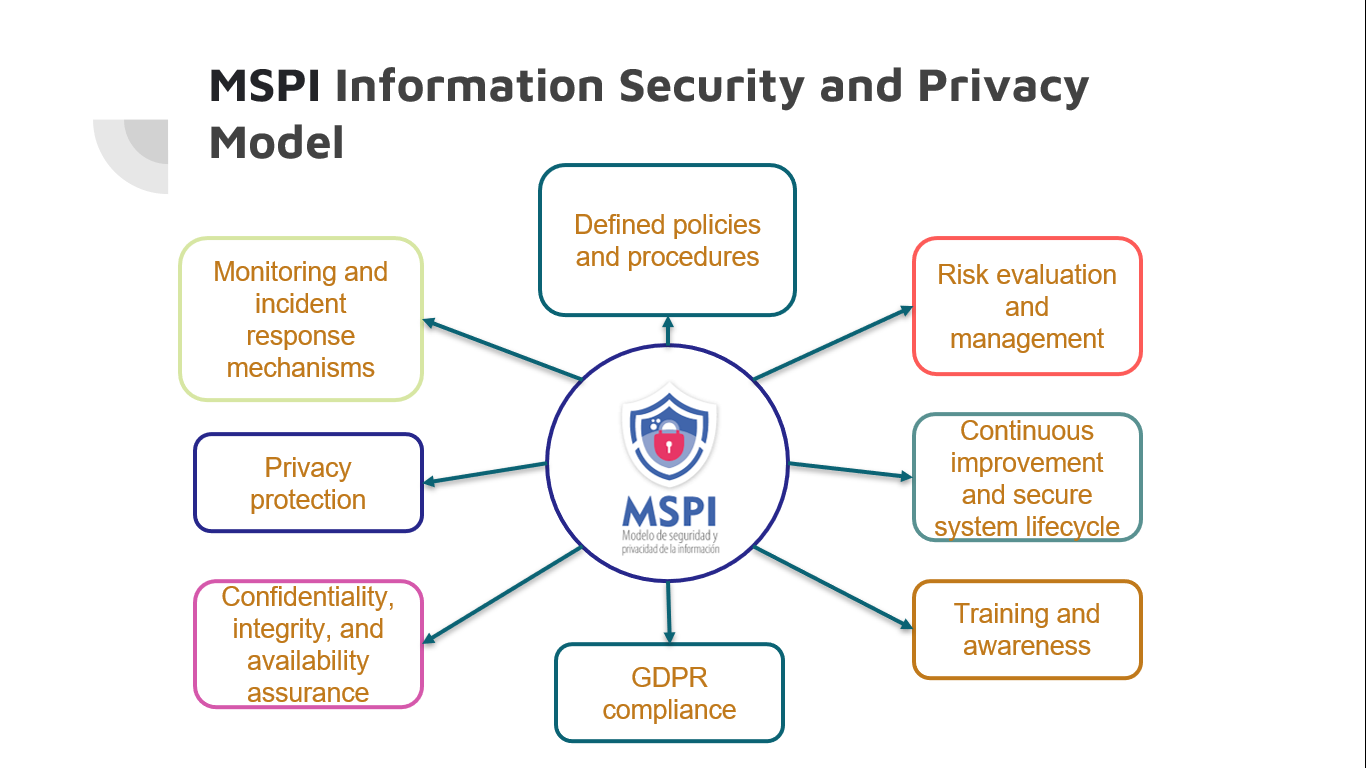 MSPI Information Security and Privacy
Model
Defined policies
and procedures
Monitoring and
incident
response
mechanisms
Risk evaluation
and
management
Privacy
protection
Continuous
improvement
and secure
system lifecycle
MSPI
Modelo de seguridad y
privacidad de la información
Confidentiality,
integrity, and
availability
assurance
Training and
awareness
GDPR
compliance